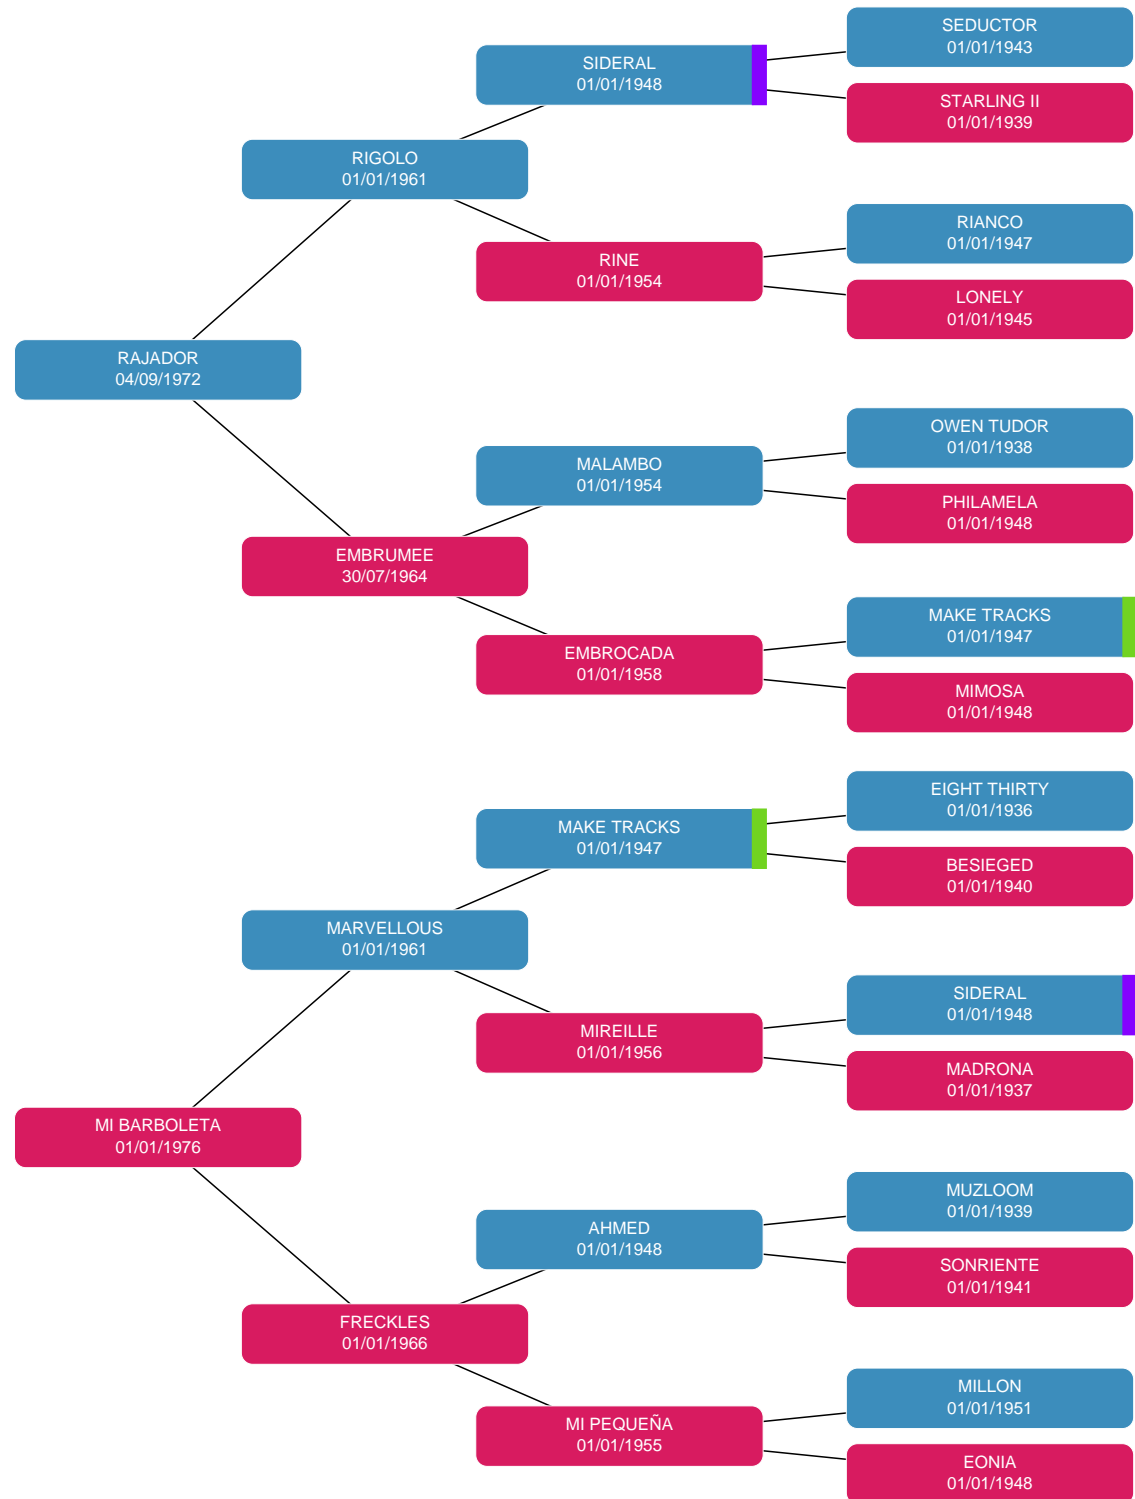 SEDUCTOR
01/01/1943
SIDERAL
01/01/1948
STARLING II
01/01/1939
RIGOLO
01/01/1961
RIANCO
01/01/1947
RINE
01/01/1954
LONELY
01/01/1945
RAJADOR
04/09/1972
OWEN TUDOR
01/01/1938
MALAMBO
01/01/1954
PHILAMELA
01/01/1948
EMBRUMEE
30/07/1964
MAKE TRACKS
01/01/1947
EMBROCADA
01/01/1958
MIMOSA
01/01/1948
EIGHT THIRTY
01/01/1936
MAKE TRACKS
01/01/1947
BESIEGED
01/01/1940
MARVELLOUS
01/01/1961
SIDERAL
01/01/1948
MIREILLE
01/01/1956
MADRONA
01/01/1937
MI BARBOLETA
01/01/1976
MUZLOOM
01/01/1939
AHMED
01/01/1948
SONRIENTE
01/01/1941
FRECKLES
01/01/1966
MILLON
01/01/1951
MI PEQUEÑA
01/01/1955
EONIA
01/01/1948